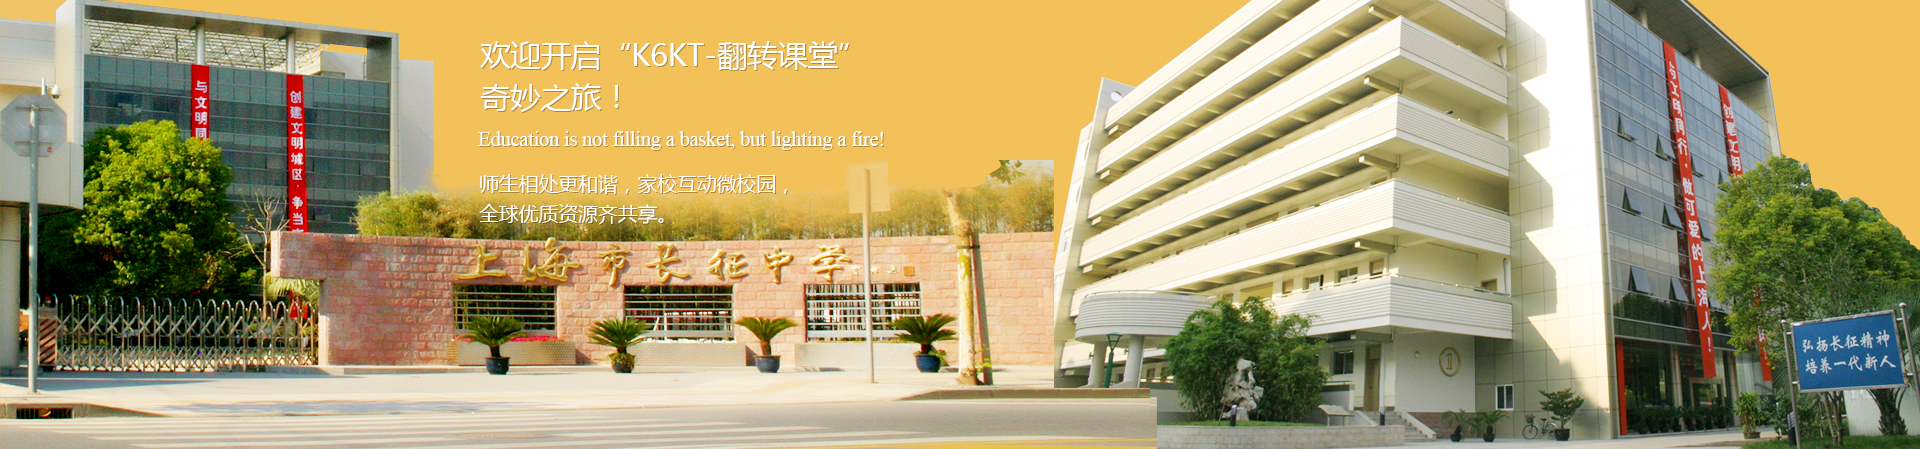 欢迎开启“K6KT-翻转课堂”
奇妙之旅！
Education is not filling a basket, but lighting a fire!
师生相处更和谐，家校互动微校园，
全球优质资源齐共享。
与文明同
创建文明城区·争当
上海市长征中学
与文明同行 做可爱的上海人！
创建文明
弘扬长征精神
培养一代新人
1